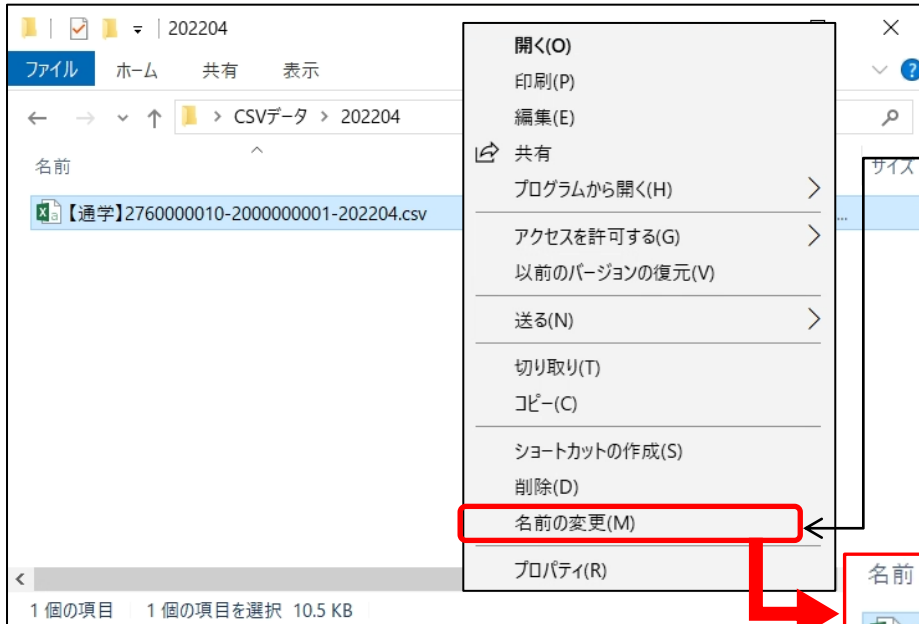 202204
ファイル ホーム 共有 表示
CSVデータ > 202204
名前
サイズ
【通学】2760000010-2000000001-202204.csv
...
開く(O)
印刷(P)
編集(E)
共有
プログラムから開く(H)
アクセスを許可する(G)
以前のバージョンの復元(V)
送る(N)
切り取り(T)
コピー(C)
ショートカットの作成(S)
削除(D)
名前の変更(M)
プロパティ(R)
1 個の項目 1 個の項目を選択 10.5 KB
名前